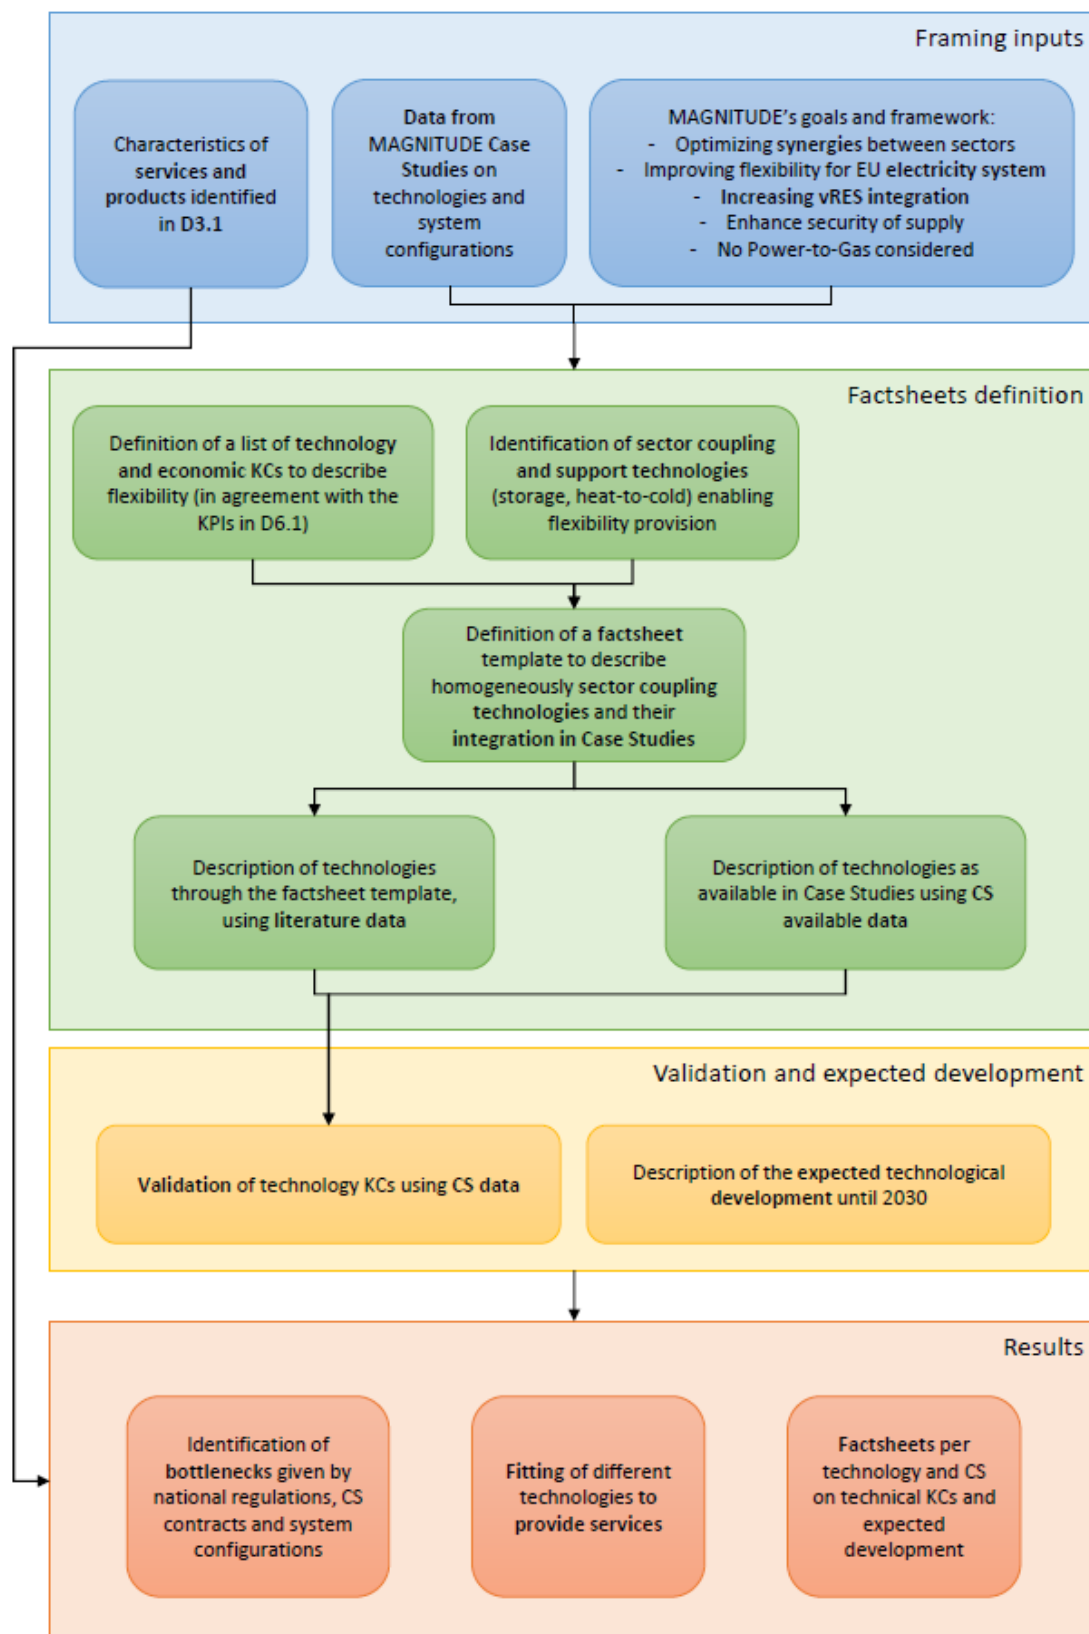 Framing inputs
Characteristics of
services and
products identified
in D3.1
Data from
MAGNITUDE Case
Studies on
technologies and
system
configurations
MAGNITUDE's goals and framework:
- Optimizing synergies between sectors
- Improving flexibility for EU electricity system
- Increasing vRES integration
- Enhance security of supply
- No Power-to-Gas considered
Factsheets definition
Definition of a list of technology
and economic KCs to describe
flexibility (in agreement with the
KPIs in D6.1)
Identification of sector coupling
and support technologies
(storage, heat-to-cold) enabling
flexibility provision
Definition of a factsheet
template to describe
homogeneously sector coupling
technologies and their
integration in Case Studies
Description of technologies
through the factsheet template,
using literature data
Description of technologies as
available in Case Studies using CS
available data
Validation and expected development
Validation of technology KCs using CS data
Description of the expected technological
development until 2030
Results
Identification of
bottlenecks given by
national regulations, CS
contracts and system
configurations
Fitting of different
technologies to
provide services
Factsheets per
technology and CS
on technical KCs and
expected
development